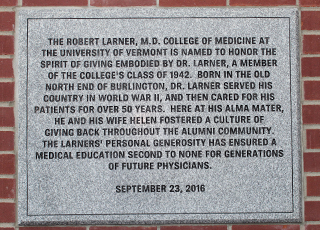 THE ROBERT LARNER, M.D. COLLEGE OF MEDICINE AT
THE UNIVERSITY OF VERMONT IS NAMED TO HONOR THE
SPIRIT OF GIVING EMBODIED BY DR. LARNER, A MEMBER
OF THE COLLEGE'S CLASS OF 1942. BORN IN THE OLD
NORTH END OF BURLINGTON, DR. LARNER SERVED HIS
COUNTRY IN WORLD WAR II, AND THEN CARED FOR HIS
PATIENTS FOR OVER 50 YEARS. HERE AT HIS ALMA MATER,
HE AND HIS WIFE HELEN FOSTERED A CULTURE OF
GIVING BACK THROUGHOUT THE ALUMNI COMMUNITY.
THE LARNERS' PERSONAL GENEROSITY HAS ENSURED A
MEDICAL EDUCATION SECOND TO NONE FOR GENERATIONS
OF FUTURE PHYSICIANS.
SEPTEMBER 23, 2016